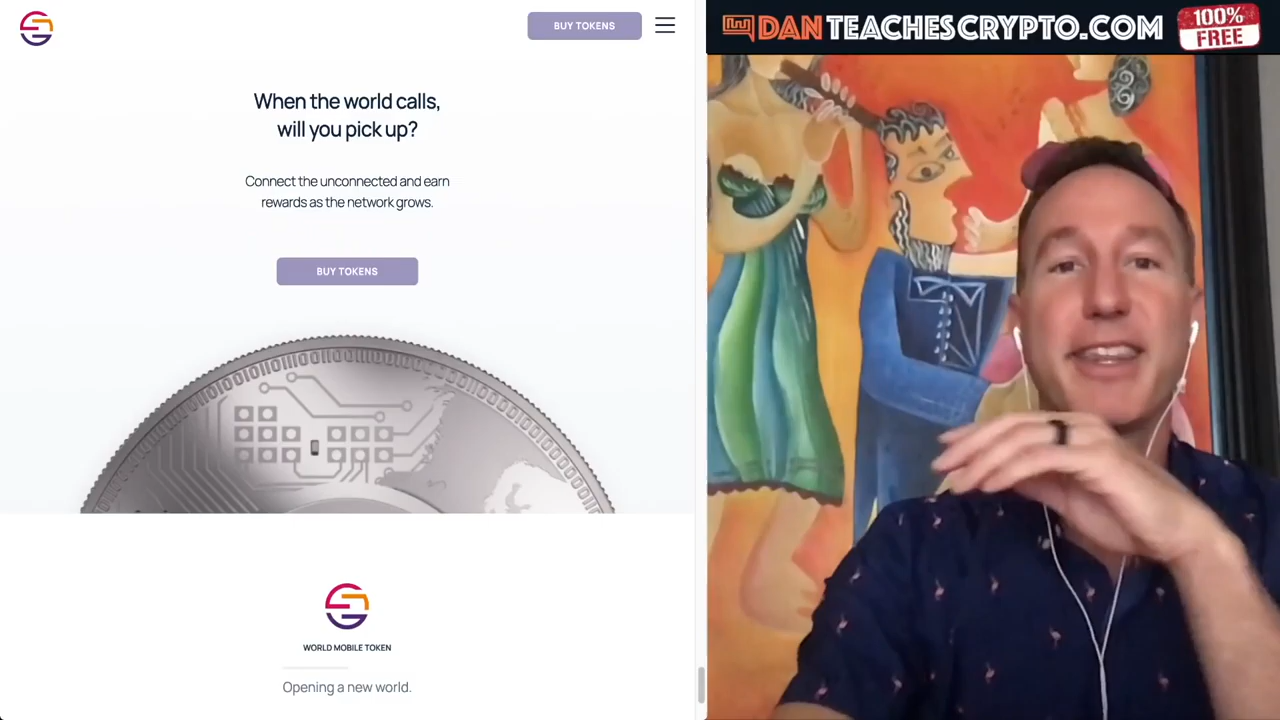 BUY TOKENS
When the world calls,
will you pick up?
Connect the unconnected and earn
rewards as the network grows.
BUY TOKENS
WORLD MOBILE TOKEN
Opening a new world.
DANTEACHESCRYPTO.COM
100%
FREE